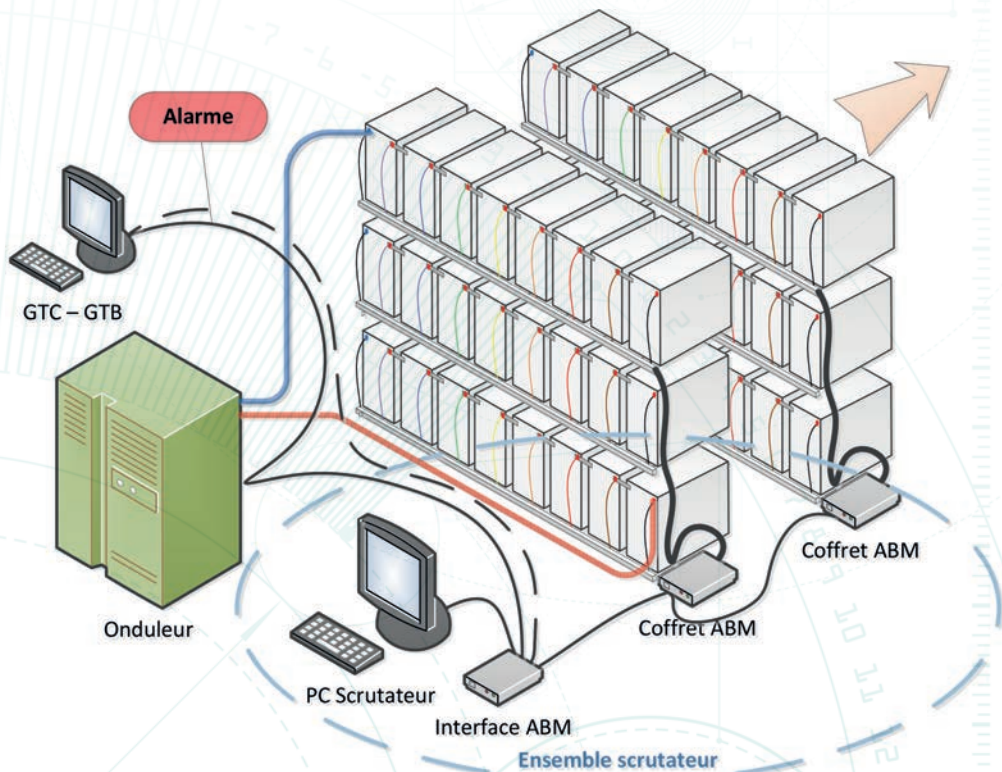 Alarme
GTC – GTB
Onduleur
Coffret ABM
Coffret ABM
PC Scrutateur
Interface ABM
Ensemble scrutateur